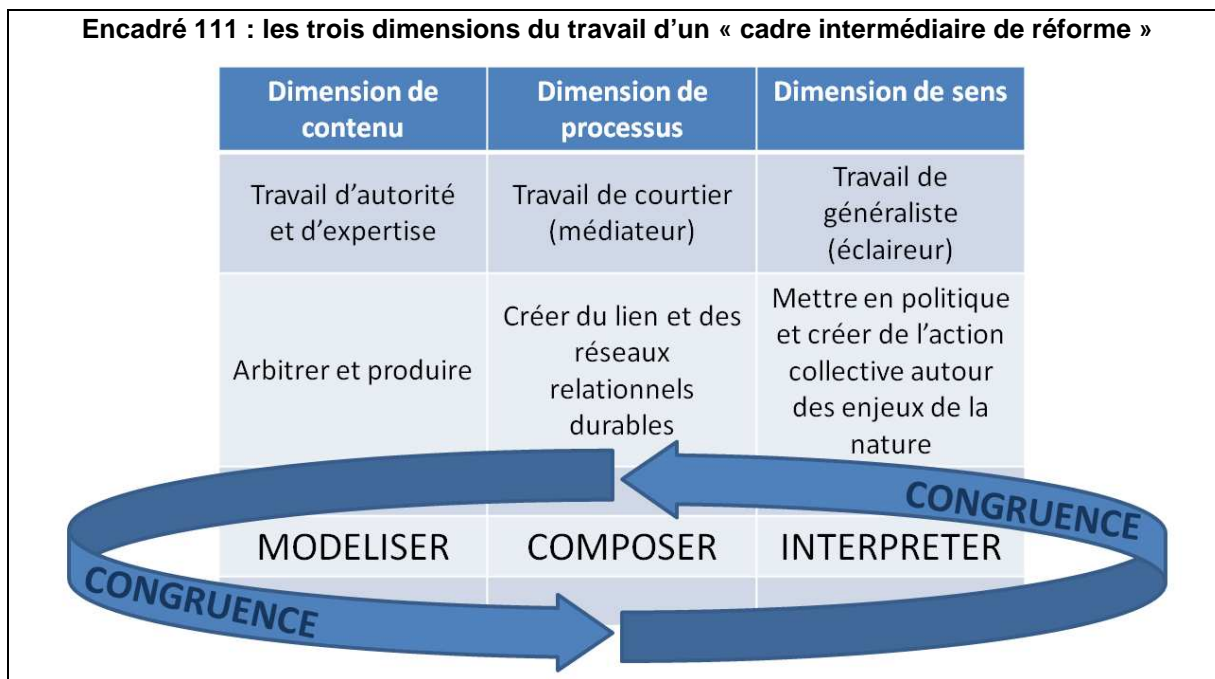 Encadré 111 : les trois dimensions du travail d’un « cadre intermédiaire de réforme »
Dimension de
contenu
Dimension de
processus
Dimension de sens
Travail d’autorité
et d’expertise
Travail de courtier
(médiateur)
Travail de
généraliste
(éclaireur)
Arbitrer et produire
Créer du lien et des
réseaux
relationnels
durables
Mettre en politique
et créer de l’action
collective autour
des enjeux de la
nature
CONGRUENCE
MODELISER
COMPOSER
INTERPRETER
CONGRUENCE